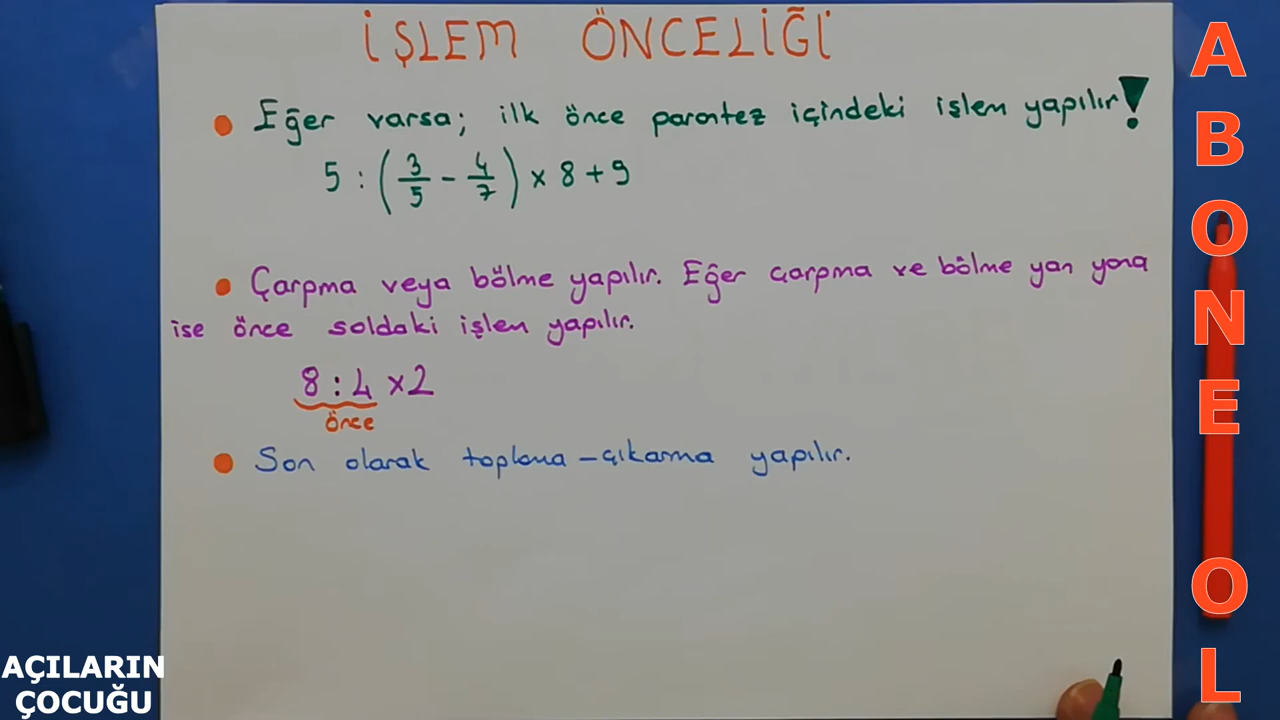 İŞLEM ÖNCELİĞİ
• Eğer varsa; ilk önce parantez içindeki işlem yapılır!
5 : (3/5 - 4/7) x 8 + 9
• Çarpma veya bölme yapılır. Eğer çarpma ve bölme yan yana
ise önce soldaki işlem yapılır.
8 : 4 x 2
önce
• Son olarak toplama - çıkarma yapılır.
ABONE OL
AÇILARIN
ÇOCUĞU